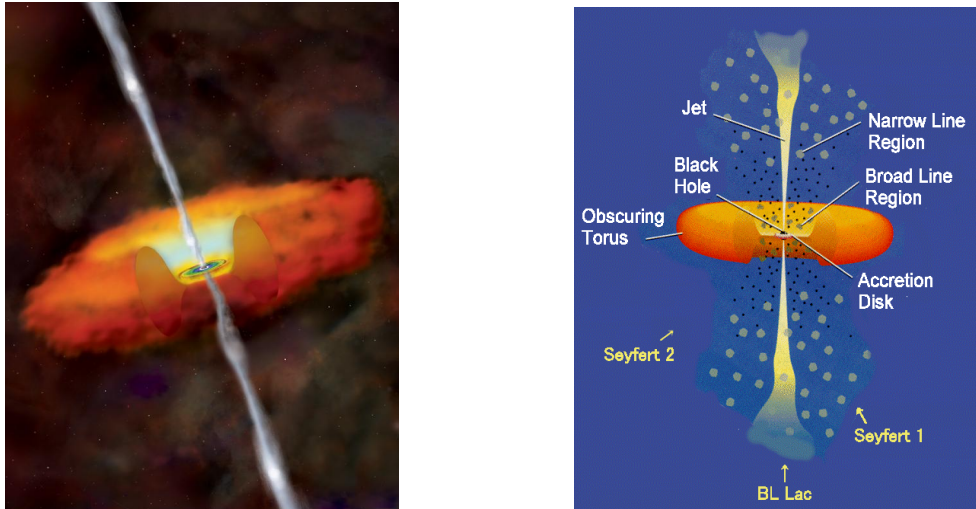 Jet
Narrow Line
Region
Black
Hole
Broad Line
Region
Obscuring
Torus
Accretion
Disk
Seyfert 2
Seyfert 1
BL Lac